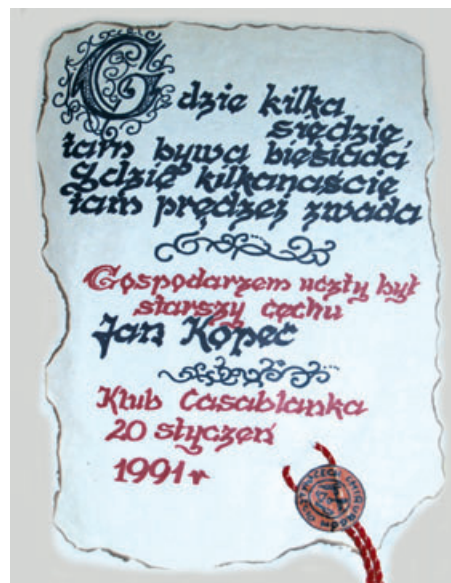 Gdzie kilka
siędzie,
tam bywa biesiada,
Gdzie kilkanaście
tam prędzej zwada
Gospodarzem uczty był
starszy cechu
Jan Kopeć
Klub Casablanka
20 styczeń
1991 r